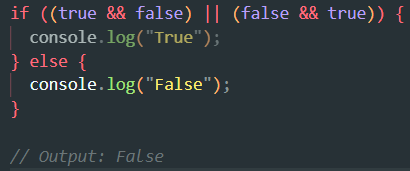 if ((true && false) || (false && true)) {
  console.log("True");
} else {
  console.log("False");
}

// Output: False